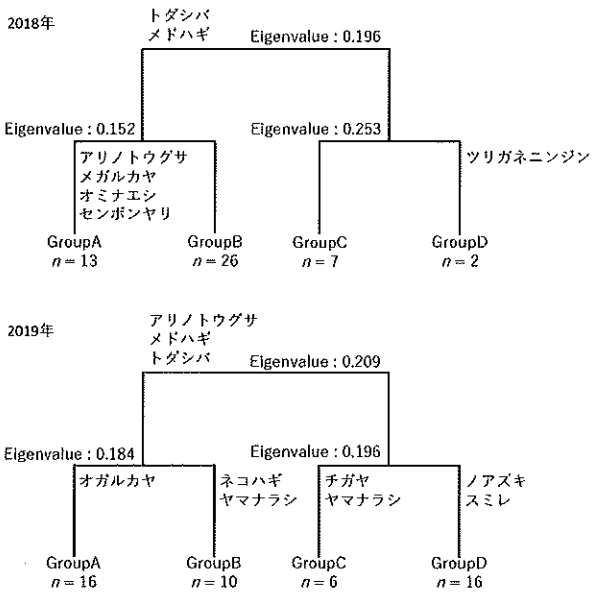 2018年
トダシバ
メドハギ
Eigenvalue : 0.196
Eigenvalue : 0.152
Eigenvalue : 0.253
アリノトウグサ
メガルカヤ
オミナエシ
センボンヤリ
ツリガネニンジン
GroupA
n = 13
GroupB
n = 26
GroupC
n = 7
GroupD
n = 2
2019年
アリノトウグサ
メドハギ
トダシバ
Eigenvalue : 0.209
Eigenvalue : 0.184
Eigenvalue : 0.196
オガルカヤ
ネコハギ
ヤマナラシ
チガヤ
ヤマナラシ
ノアズキ
スミレ
GroupA
n = 16
GroupB
n = 10
GroupC
n = 6
GroupD
n = 16